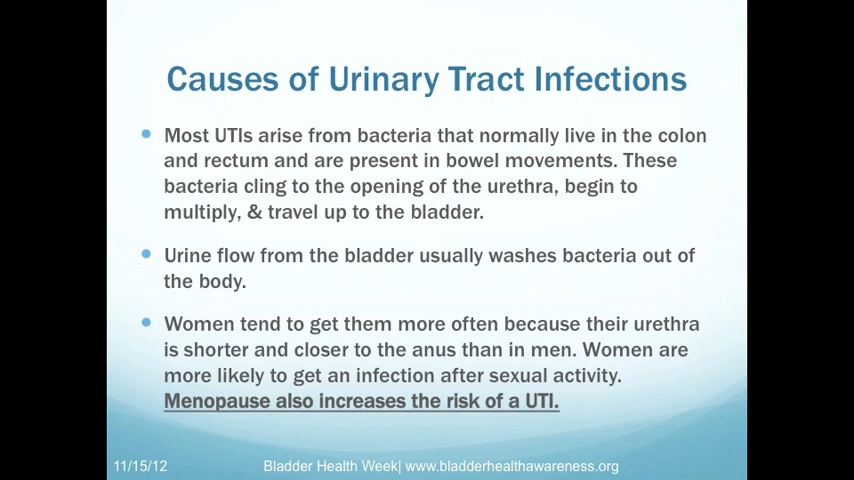 Causes of Urinary Tract Infections
Most UTIs arise from bacteria that normally live in the colon
and rectum and are present in bowel movements. These
bacteria cling to the opening of the urethra, begin to
multiply, & travel up to the bladder.
Urine flow from the bladder usually washes bacteria out of
the body.
Women tend to get them more often because their urethra
is shorter and closer to the anus than in men. Women are
more likely to get an infection after sexual activity.
Menopause also increases the risk of a UTI.
11/15/12 Bladder Health Week| www.bladderhealthawareness.org